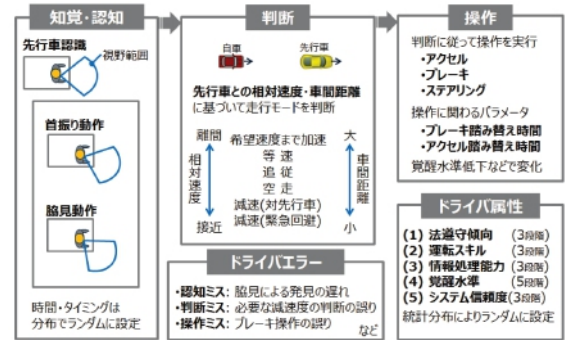 知覚・認知
先行車認識
視野範囲
首振り動作
脇見動作
時間・タイミングは
分布でランダムに設定
判断
自車
先行車
先行車との相対速度・車間距離
に基づいて走行モードを判断
離間
相対速度
接近
希望速度まで加速
等 速
追 従
空 走
減速(対先行車)
減速(緊急回避)
大
車間距離
小
操作
判断に従って操作を実行
・アクセル
・ブレーキ
・ステアリング
操作に関わるパラメータ
・ブレーキ踏み替え時間
・アクセル踏み替え時間
覚醒水準低下などで変化
ドライバエラー
・認知ミス: 脇見による発見の遅れ
・判断ミス: 必要な減速度の判断の誤り
・操作ミス: ブレーキ操作の誤り
など
ドライバ属性
(1) 法遵守傾向 (3段階)
(2) 運転スキル (3段階)
(3) 情報処理能力 (3段階)
(4) 覚醒水準 (5段階)
(5) システム信頼度(3段階)
統計分布によりランダムに設定